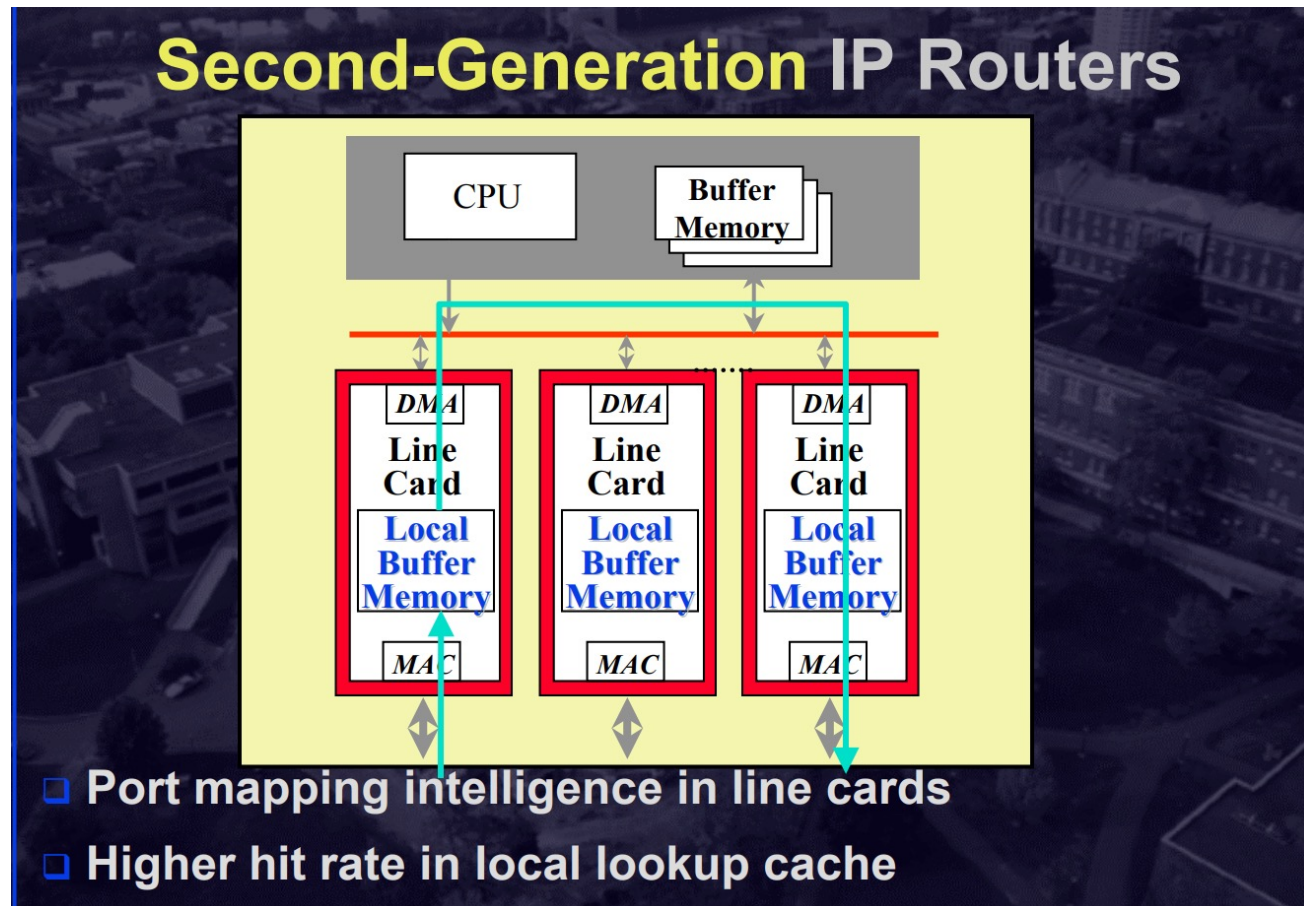 Second-Generation IP Routers
CPU
Buffer
Memory
.......
DMA
Line
Card
Local
Buffer
Memory
MAC
DMA
Line
Card
Local
Buffer
Memory
MAC
DMA
Line
Card
Local
Buffer
Memory
MAC
Port mapping intelligence in line cards
Higher hit rate in local lookup cache